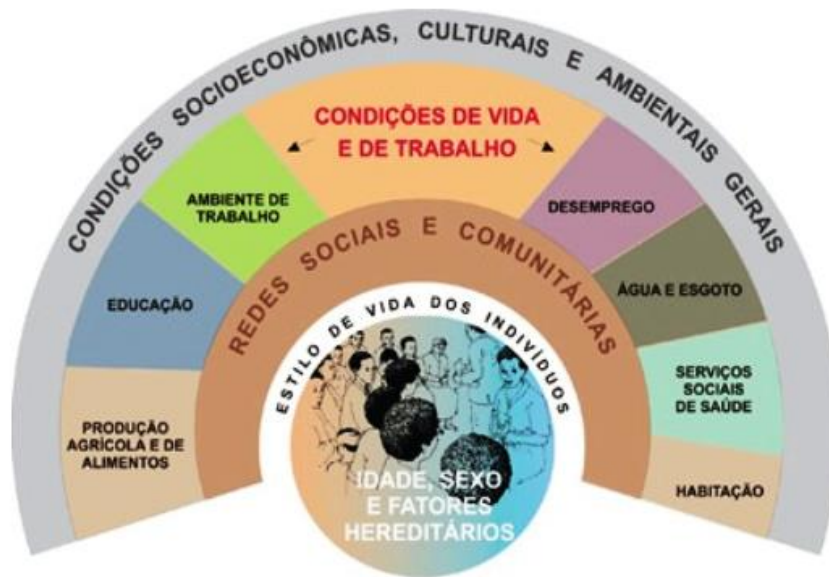 CONDIÇÕES SOCIOECONÔMICAS, CULTURAIS E AMBIENTAIS GERAIS
CONDIÇÕES DE VIDA
E DE TRABALHO
AMBIENTE DE
TRABALHO
DESEMPREGO
EDUCAÇÃO
ÁGUA E ESGOTO
PRODUÇÃO
AGRÍCOLA E DE
ALIMENTOS
SERVIÇOS
SOCIAIS
DE SAÚDE
HABITAÇÃO
REDES SOCIAIS E COMUNITÁRIAS
ESTILO DE VIDA DOS INDIVÍDUOS
IDADE, SEXO
E FATORES
HEREDITÁRIOS